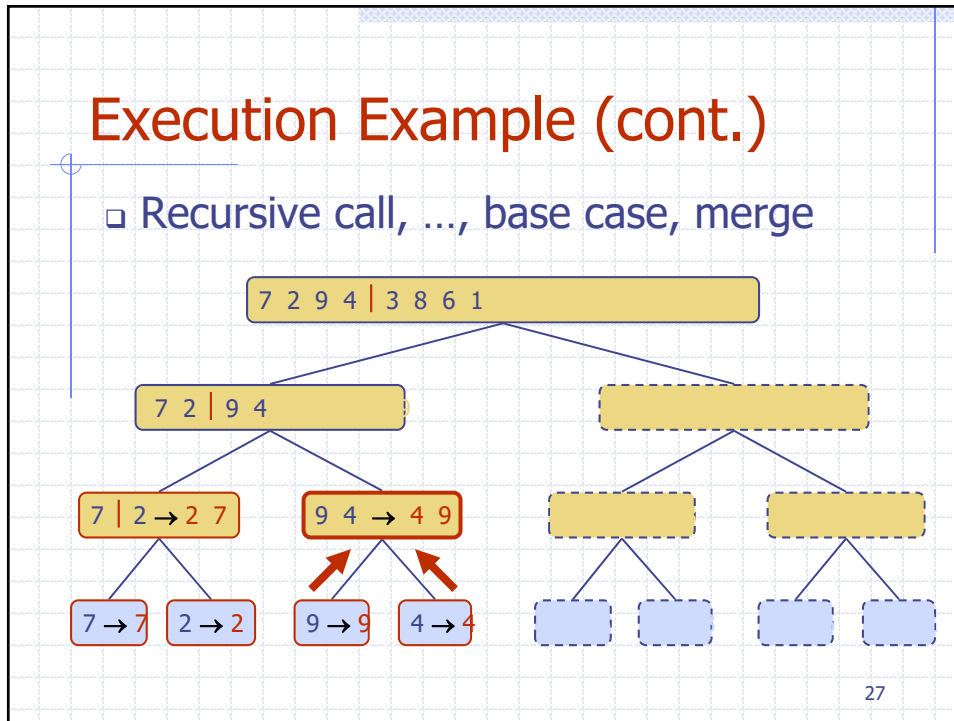 Execution Example (cont.)
❑ Recursive call, …, base case, merge
7 2 9 4 | 3 8 6 1
7 2 | 9 4
7 | 2 → 2 7
9 4 → 4 9
7 → 7
2 → 2
9 → 9
4 → 4
27